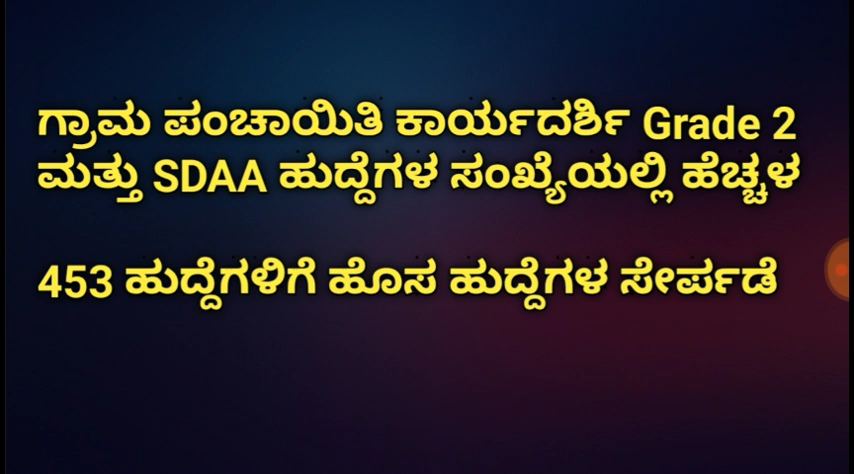 ಗ್ರಾಮ ಪಂಚಾಯಿತಿ ಕಾರ್ಯದರ್ಶಿ Grade 2
ಮತ್ತು SDAA ಹುದ್ದೆಗಳ ಸಂಖ್ಯೆಯಲ್ಲಿ ಹೆಚ್ಚಳ
453 ಹುದ್ದೆಗಳಿಗೆ ಹೊಸ ಹುದ್ದೆಗಳ ಸೇರ್ಪಡೆ